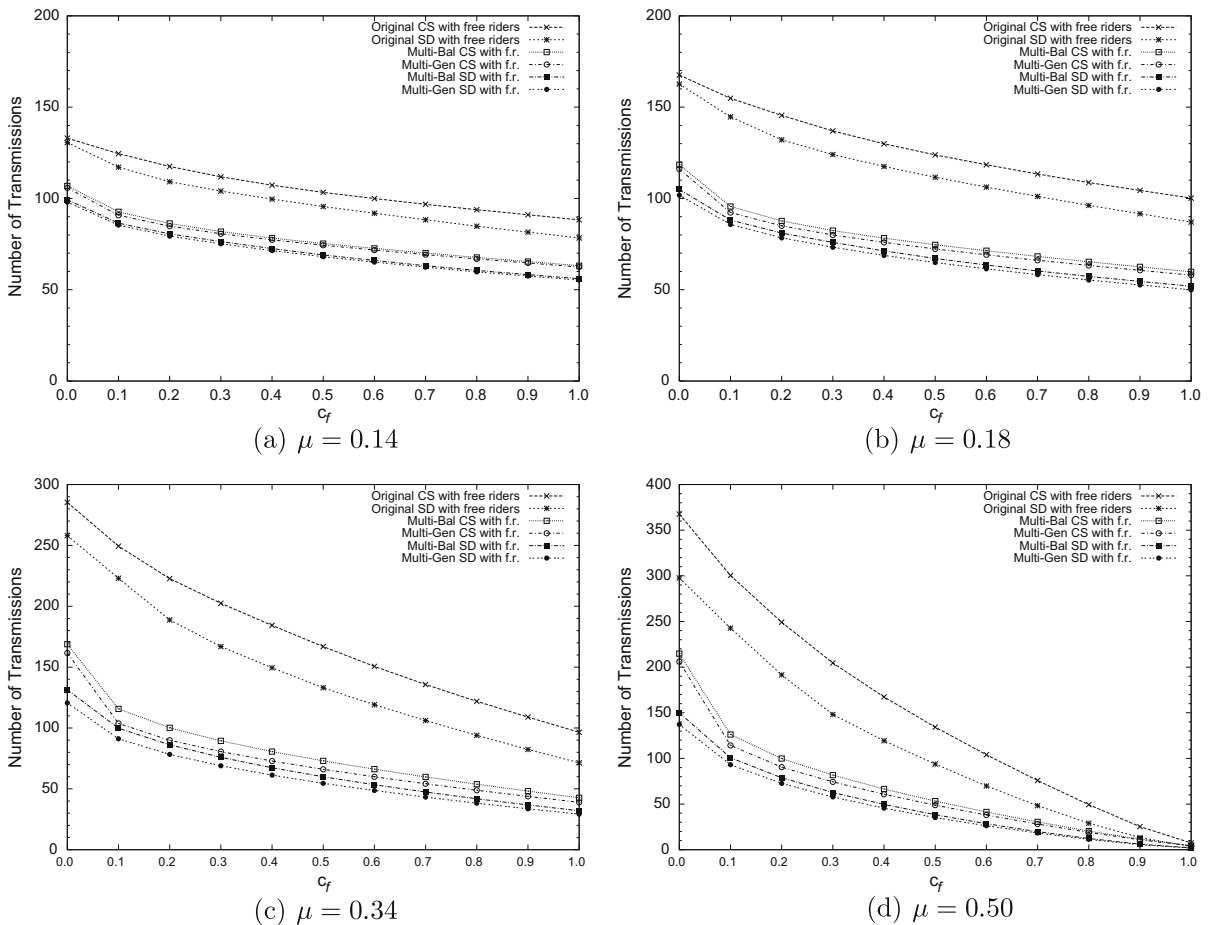 200
150
100
50
0
Number of Transmissions
Original CS with free riders
Original SD with free riders
Multi-Bal CS with f.r.
Multi-Gen CS with f.r.
Multi-Bal SD with f.r.
Multi-Gen SD with f.r.
0.0 0.1 0.2 0.3 0.4 0.5 0.6 0.7 0.8 0.9 1.0
cf
(a) μ = 0.14
200
150
100
50
0
Number of Transmissions
Original CS with free riders
Original SD with free riders
Multi-Bal CS with f.r.
Multi-Gen CS with f.r.
Multi-Bal SD with f.r.
Multi-Gen SD with f.r.
0.0 0.1 0.2 0.3 0.4 0.5 0.6 0.7 0.8 0.9 1.0
cf
(b) μ = 0.18
300
250
200
150
100
50
0
Number of Transmissions
Original CS with free riders
Original SD with free riders
Multi-Bal CS with f.r.
Multi-Gen CS with f.r.
Multi-Bal SD with f.r.
Multi-Gen SD with f.r.
0.0 0.1 0.2 0.3 0.4 0.5 0.6 0.7 0.8 0.9 1.0
cf
(c) μ = 0.34
400
350
300
250
200
150
100
50
0
Number of Transmissions
Original CS with free riders
Original SD with free riders
Multi-Bal CS with f.r.
Multi-Gen CS with f.r.
Multi-Bal SD with f.r.
Multi-Gen SD with f.r.
0.0 0.1 0.2 0.3 0.4 0.5 0.6 0.7 0.8 0.9 1.0
cf
(d) μ = 0.50